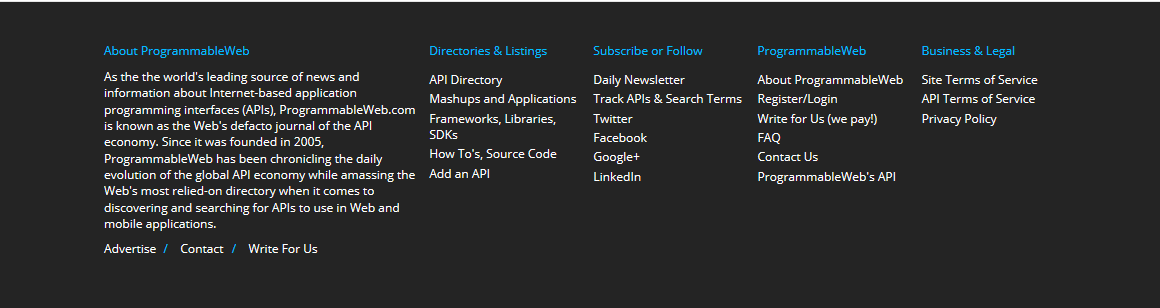 About ProgrammableWeb
As the the world's leading source of news and
information about Internet-based application
programming interfaces (APIs), ProgrammableWeb.com
is known as the Web's defacto journal of the API
economy. Since it was founded in 2005,
ProgrammableWeb has been chronicling the daily
evolution of the global API economy while amassing the
Web's most relied-on directory when it comes to
discovering and searching for APIs to use in Web and
mobile applications.
Advertise / Contact / Write For Us
Directories & Listings
API Directory
Mashups and Applications
Frameworks, Libraries,
SDKs
How To's, Source Code
Add an API
Subscribe or Follow
Daily Newsletter
Track APIs & Search Terms
Twitter
Facebook
Google+
LinkedIn
ProgrammableWeb
About ProgrammableWeb
Register/Login
Write for Us (we pay!)
FAQ
Contact Us
ProgrammableWeb's API
Business & Legal
Site Terms of Service
API Terms of Service
Privacy Policy